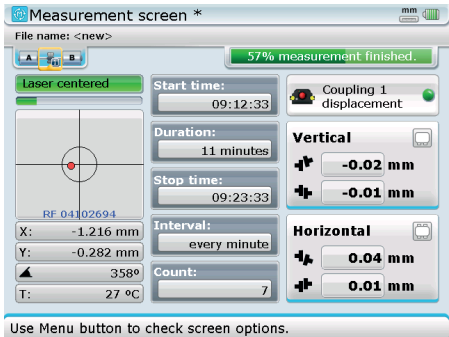 Measurement screen *
mm
File name: <new>
A B
57% measurement finished.
Laser centered
RF 04102694
X: -1.216 mm
Y: -0.282 mm
358º
T: 27 ºC
Start time:
09:12:33
Duration:
11 minutes
Stop time:
09:23:33
Interval:
every minute
Count:
7
Coupling 1
displacement
Vertical
-0.02 mm
-0.01 mm
Horizontal
0.04 mm
0.01 mm
Use Menu button to check screen options.